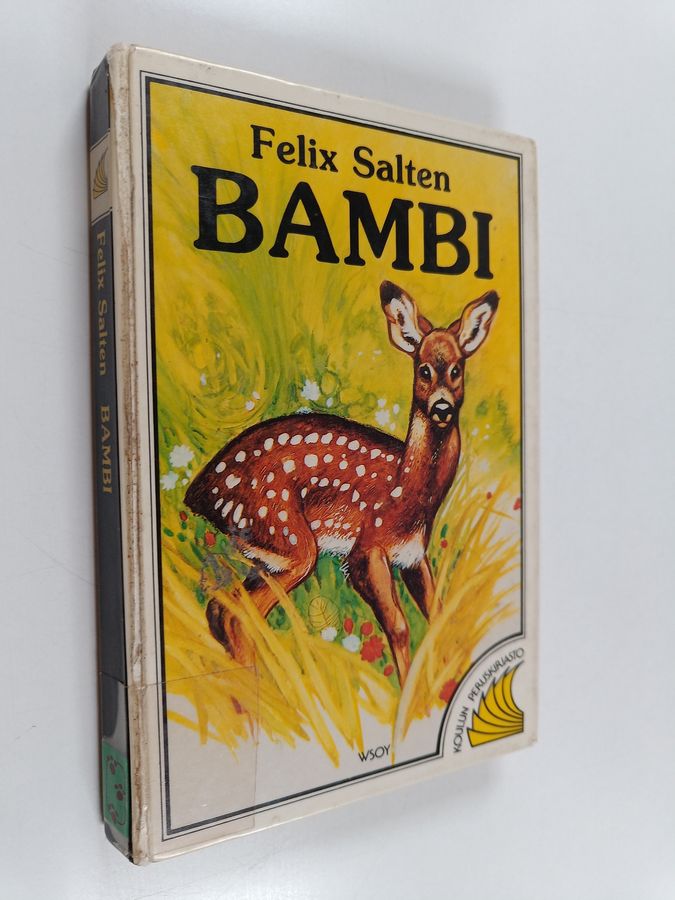 Felix Salten
BAMBI
WSOY
KOULUN PERUSKIRJASTO
Felix Salten BAMBI